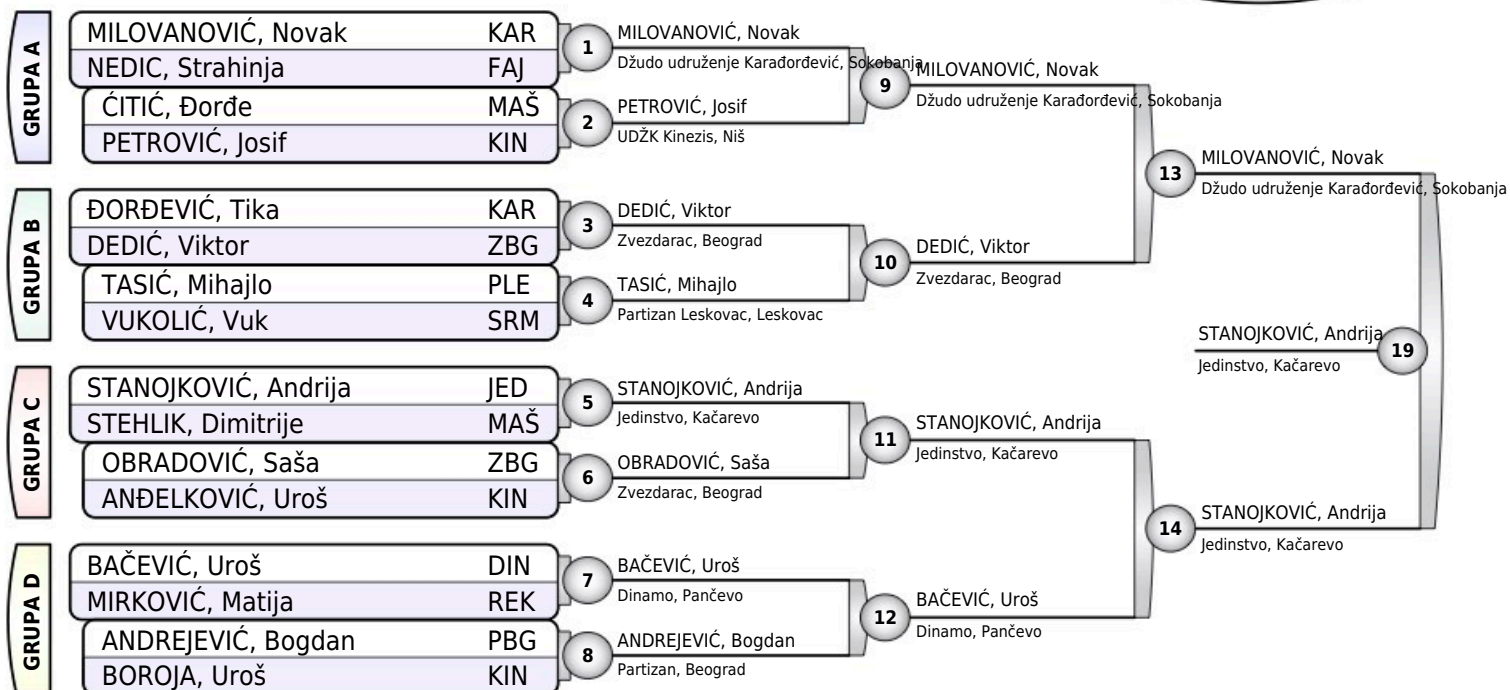 GRUPA A
MILOVANOVIĆ, Novak KAR
NEDIC, Strahinja FAJ
ĆITIĆ, Đorđe MAŠ
PETROVIĆ, Josif KIN
GRUPA B
ĐORĐEVIĆ, Tika KAR
DEDIĆ, Viktor ZBG
TASIĆ, Mihajlo PLE
VUKOLIĆ, Vuk SRM
GRUPA C
STANOJKOVIĆ, Andrija JED
STEHLIK, Dimitrije MAŠ
OBRADOVIĆ, Saša ZBG
ANĐELKOVIĆ, Uroš KIN
GRUPA D
BAČEVIĆ, Uroš DIN
MIRKOVIĆ, Matija REK
ANDREJEVIĆ, Bogdan PBG
BOROJA, Uroš KIN
1
MILOVANOVIĆ, Novak
Džudo udruženje Karađorđević, Sokobanja
2
PETROVIĆ, Josif
UDŽK Kinezis, Niš
3
DEDIĆ, Viktor
Zvezdarac, Beograd
4
TASIĆ, Mihajlo
Partizan Leskovac, Leskovac
5
STANOJKOVIĆ, Andrija
Jedinstvo, Kačarevo
6
OBRADOVIĆ, Saša
Zvezdarac, Beograd
7
BAČEVIĆ, Uroš
Dinamo, Pančevo
8
ANDREJEVIĆ, Bogdan
Partizan, Beograd
9
MILOVANOVIĆ, Novak
Džudo udruženje Karađorđević, Sokobanja
10
DEDIĆ, Viktor
Zvezdarac, Beograd
11
STANOJKOVIĆ, Andrija
Jedinstvo, Kačarevo
12
BAČEVIĆ, Uroš
Dinamo, Pančevo
13
MILOVANOVIĆ, Novak
Džudo udruženje Karađorđević, Sokobanja
14
STANOJKOVIĆ, Andrija
Jedinstvo, Kačarevo
STANOJKOVIĆ, Andrija
19
Jedinstvo, Kačarevo